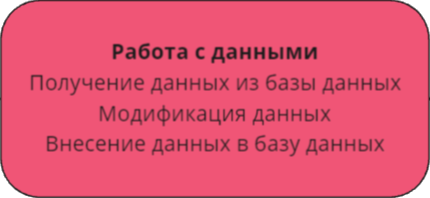 Работа с данными
Получение данных из базы данных
Модификация данных
Внесение данных в базу данных